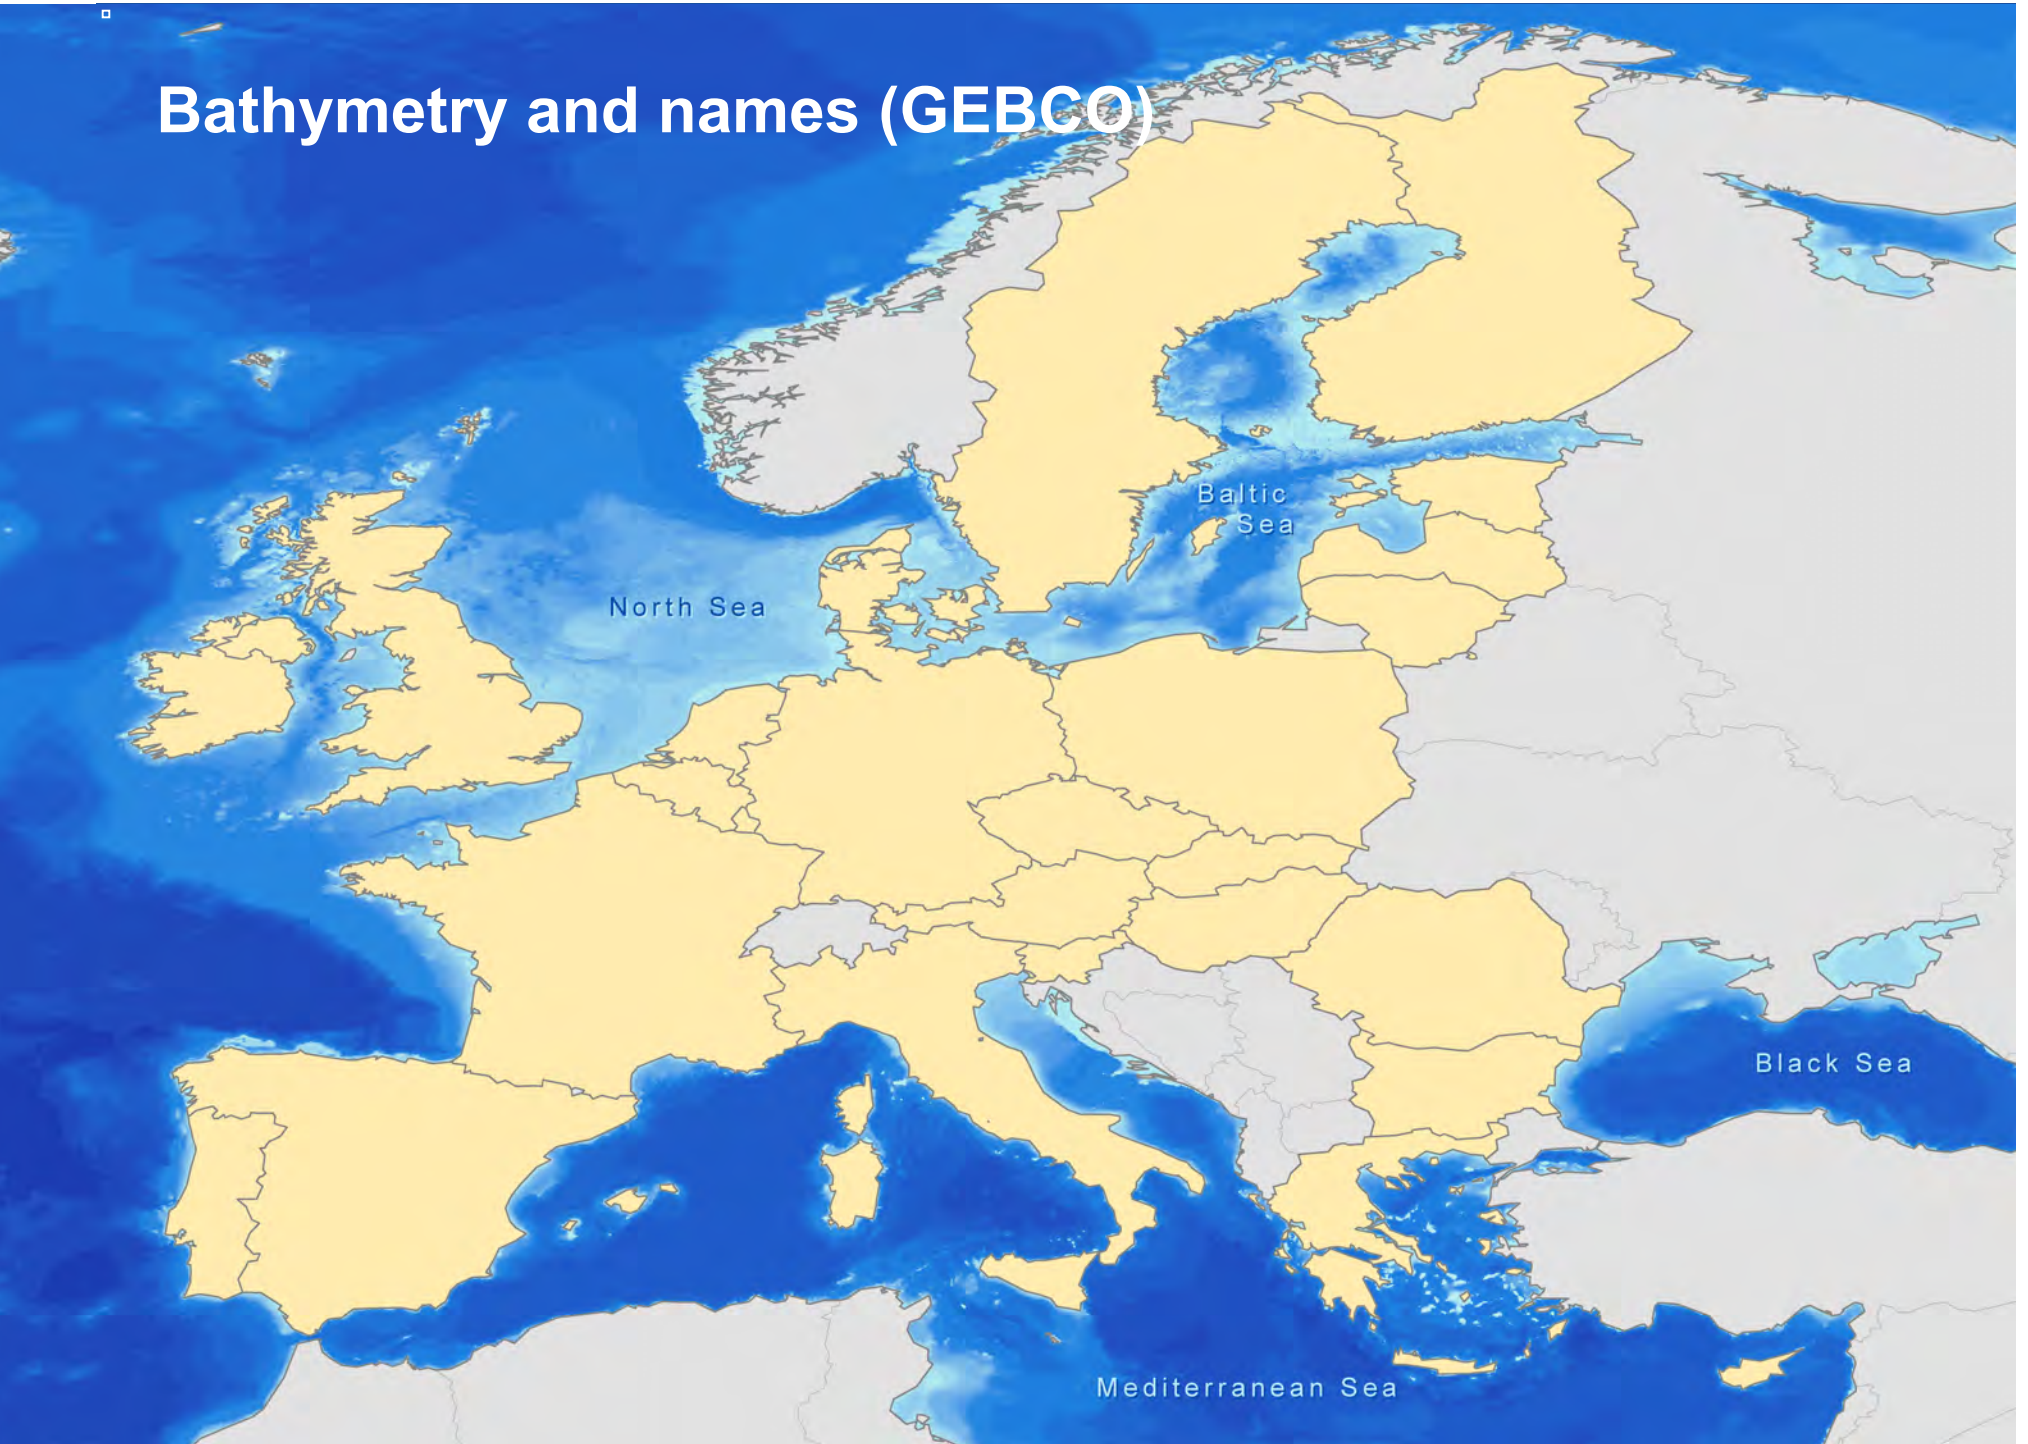 Bathymetry and names (GEBCO)
Baltic
Sea
North Sea
Black Sea
Mediterranean Sea